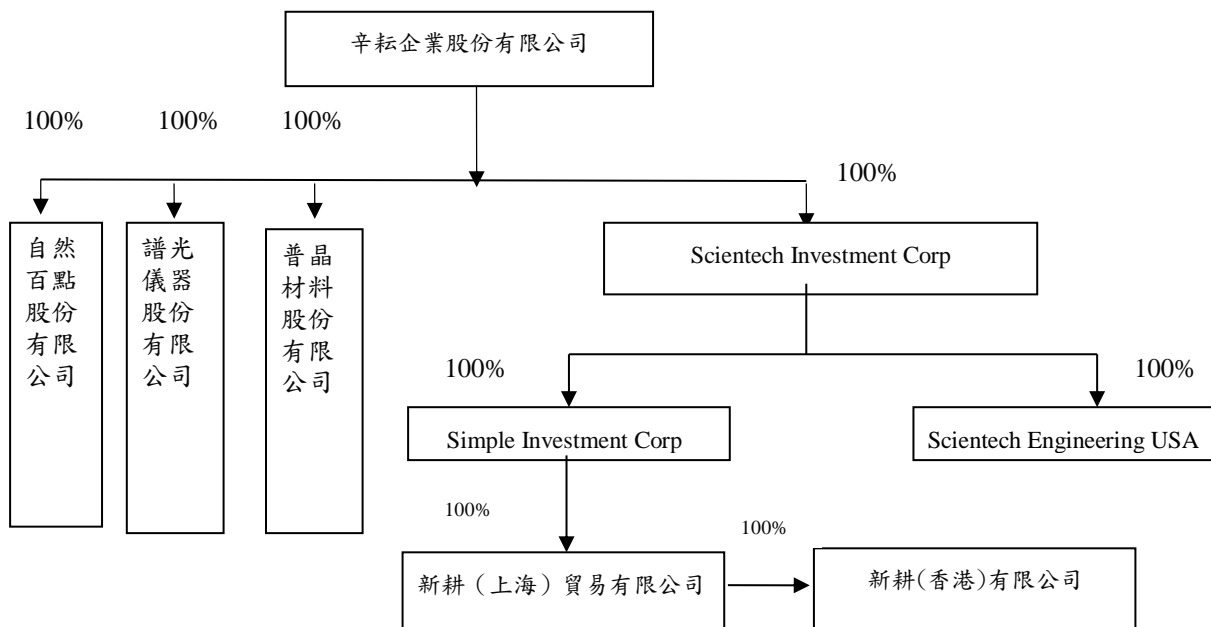 辛耘企業股份有限公司
100%
100%
100%
100%
自然
百點
股份
有限
公司
譜光
儀器
股份
有限
公司
普晶
材料
股份
有限
公司
Scientech Investment Corp
100%
100%
Simple Investment Corp
Scientech Engineering USA
100%
100%
新耕（上海）貿易有限公司
新耕(香港)有限公司